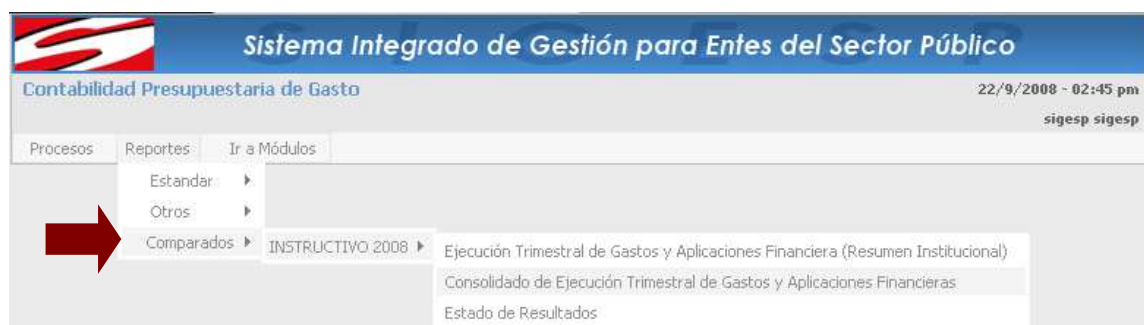 Sistema Integrado de Gestión para Entes del Sector Público
Contabilidad Presupuestaria de Gasto
22/9/2008 - 02:45 pm
sigesp sigesp
Procesos Reportes Ir a Módulos
Estandar
Otros
Comparados
INSTRUCTIVO 2008
Ejecución Trimestral de Gastos y Aplicaciones Financiera (Resumen Institucional)
Consolidado de Ejecución Trimestral de Gastos y Aplicaciones Financieras
Estado de Resultados